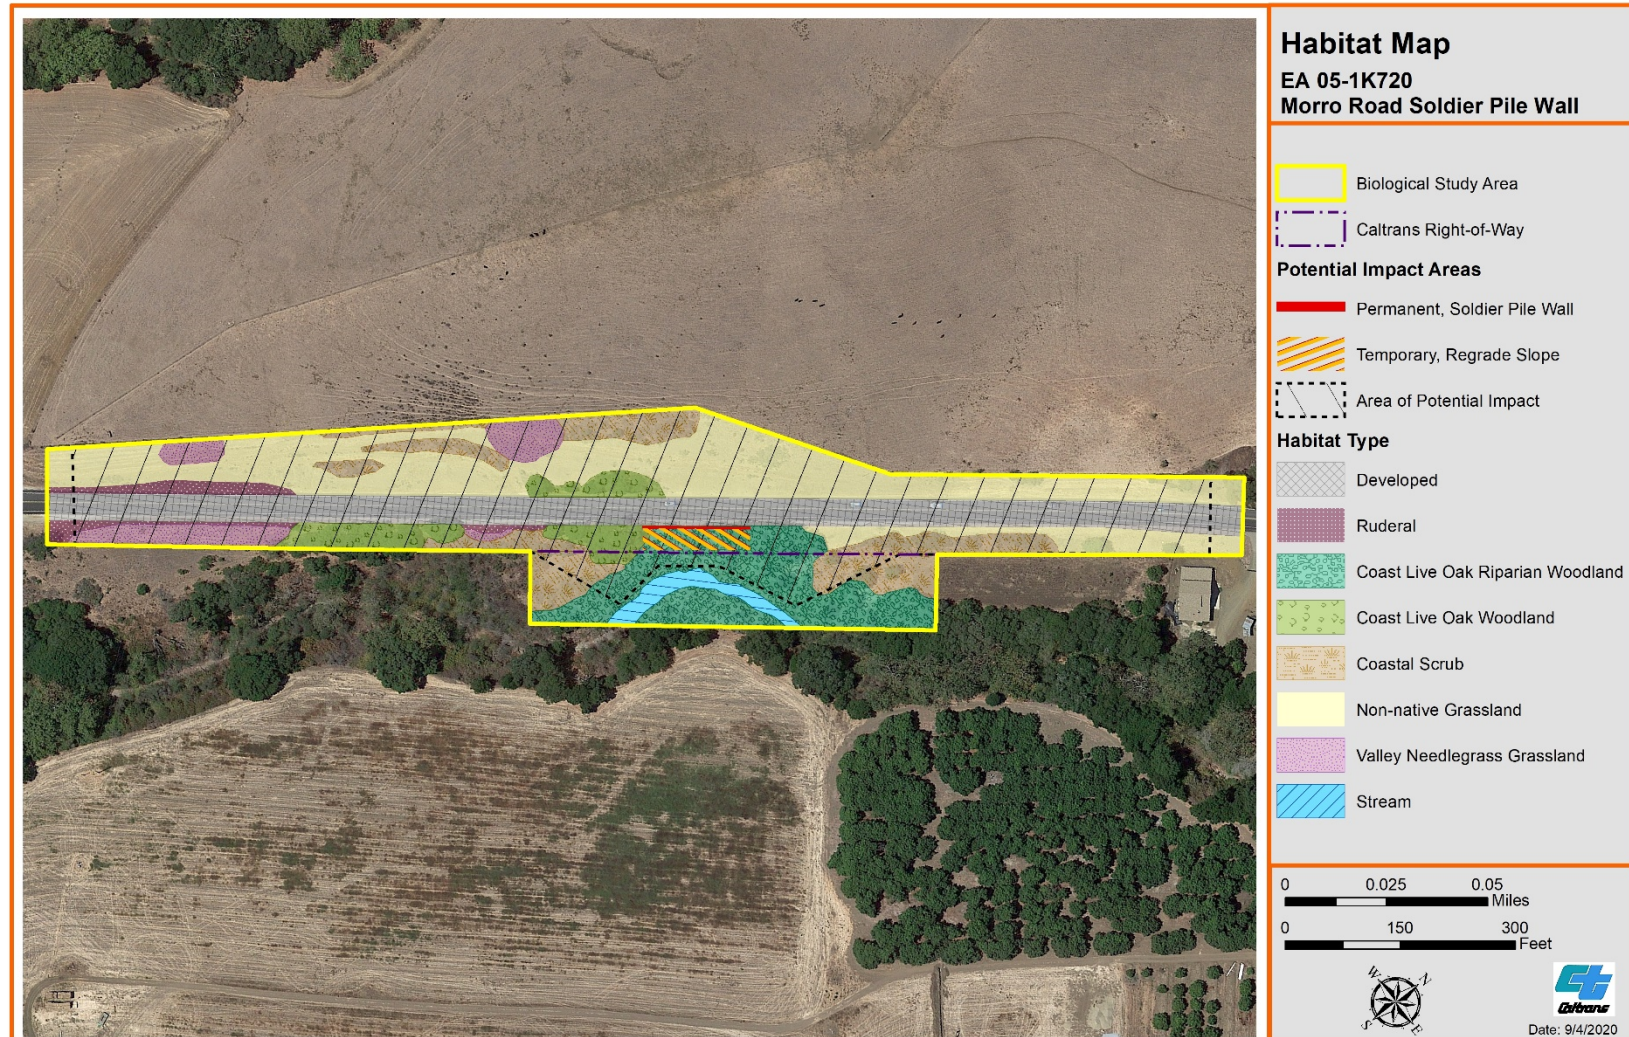 Habitat Map
EA 05-1K720
Morro Road Soldier Pile Wall
Biological Study Area
Caltrans Right-of-Way
Potential Impact Areas
Permanent, Soldier Pile Wall
Temporary, Regrade Slope
Area of Potential Impact
Habitat Type
Developed
Ruderal
Coast Live Oak Riparian Woodland
Coast Live Oak Woodland
Coastal Scrub
Non-native Grassland
Valley Needlegrass Grassland
Stream
0 0.025 0.05
Miles
0 150 300
Feet
W N
S E
Caltrans
Date: 9/4/2020